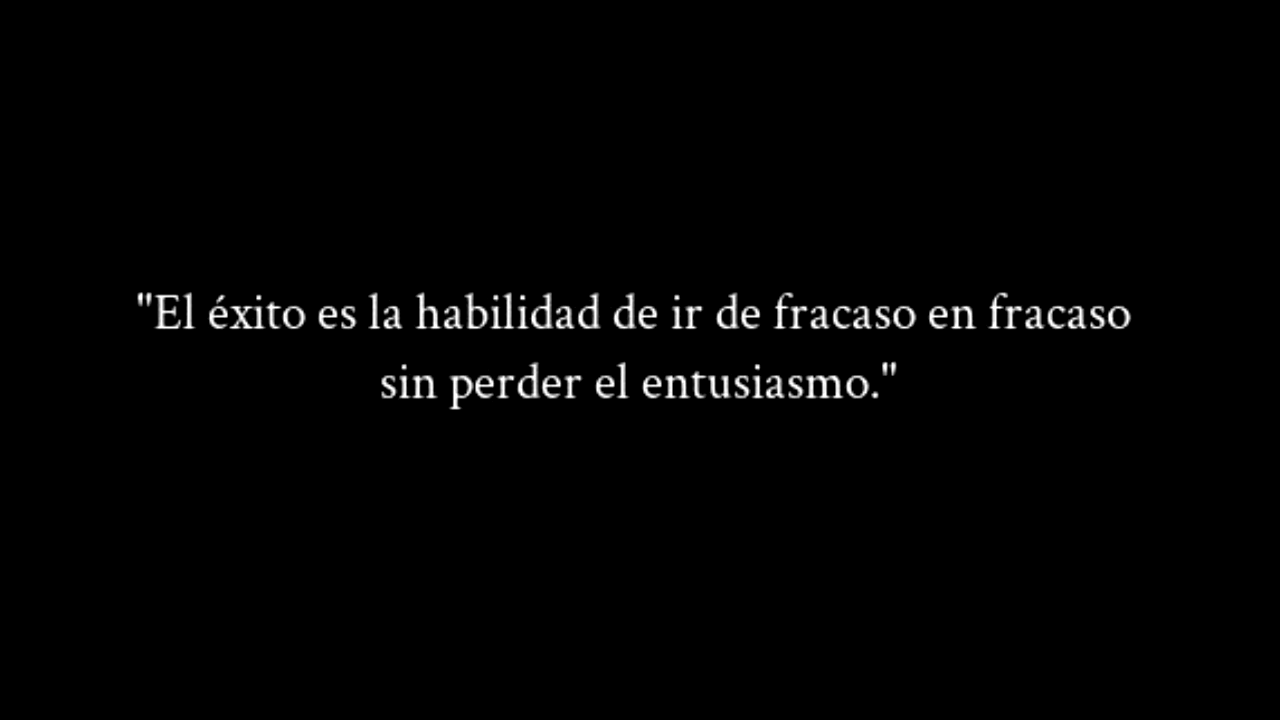 "El éxito es la habilidad de ir de fracaso en fracaso
sin perder el entusiasmo."